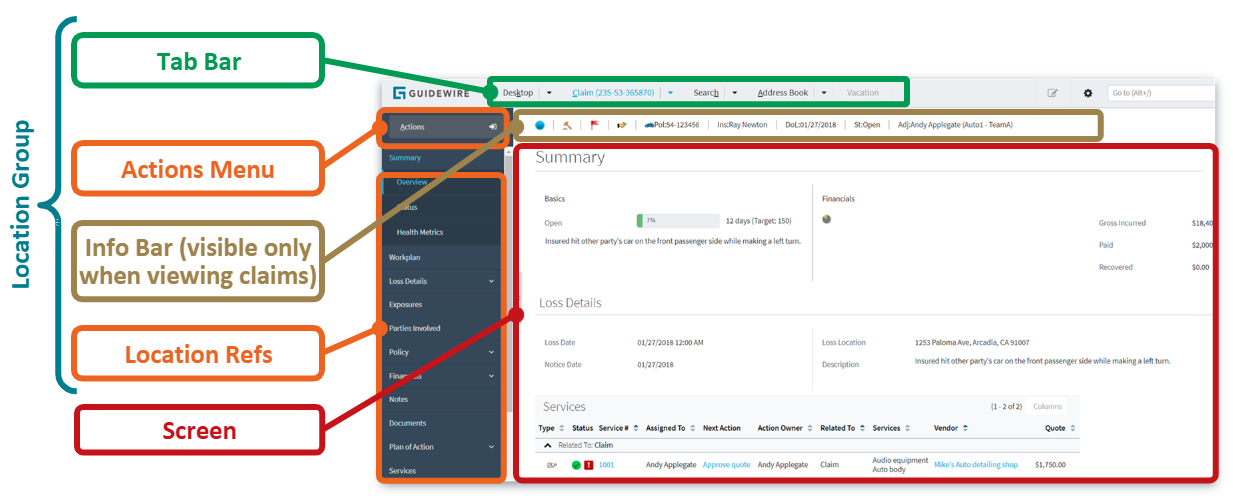 Location Group
Tab Bar
Actions Menu
Info Bar (visible only
when viewing claims)
Location Refs
Screen
GUIDEWIRE
Desktop
Claim (235-53-365870)
Search
Address Book
Vacation
Go to (Alt+/)
Actions
Pol:54-123456
Ins:Ray Newton
DoL:01/27/2018
St:Open
Adj:Andy Applegate (Auto1 - TeamA)
Summary
Overview
Status
Health Metrics
Workplan
Loss Details
Exposures
Parties Involved
Policy
Financials
Notes
Documents
Plan of Action
Services
Summary
Basics
Open
7%
12 days (Target: 150)
Insured hit other party's car on the front passenger side while making a left turn.
Financials
Gross Incurred $18,40
Paid $2,000
Recovered $0.00
Loss Details
Loss Date 01/27/2018 12:00 AM
Notice Date 01/27/2018
Loss Location 1253 Paloma Ave, Arcadia, CA 91007
Description Insured hit other party's car on the front passenger side while making a left turn.
Services (1 - 2 of 2) Columns
Type Status Service # Assigned To Next Action Action Owner Related To Services Vendor Quote
Related To: Claim
1001 Andy Applegate Approve quote Andy Applegate Claim Audio equipment
Auto body Mike's Auto detailing shop $1,750.00